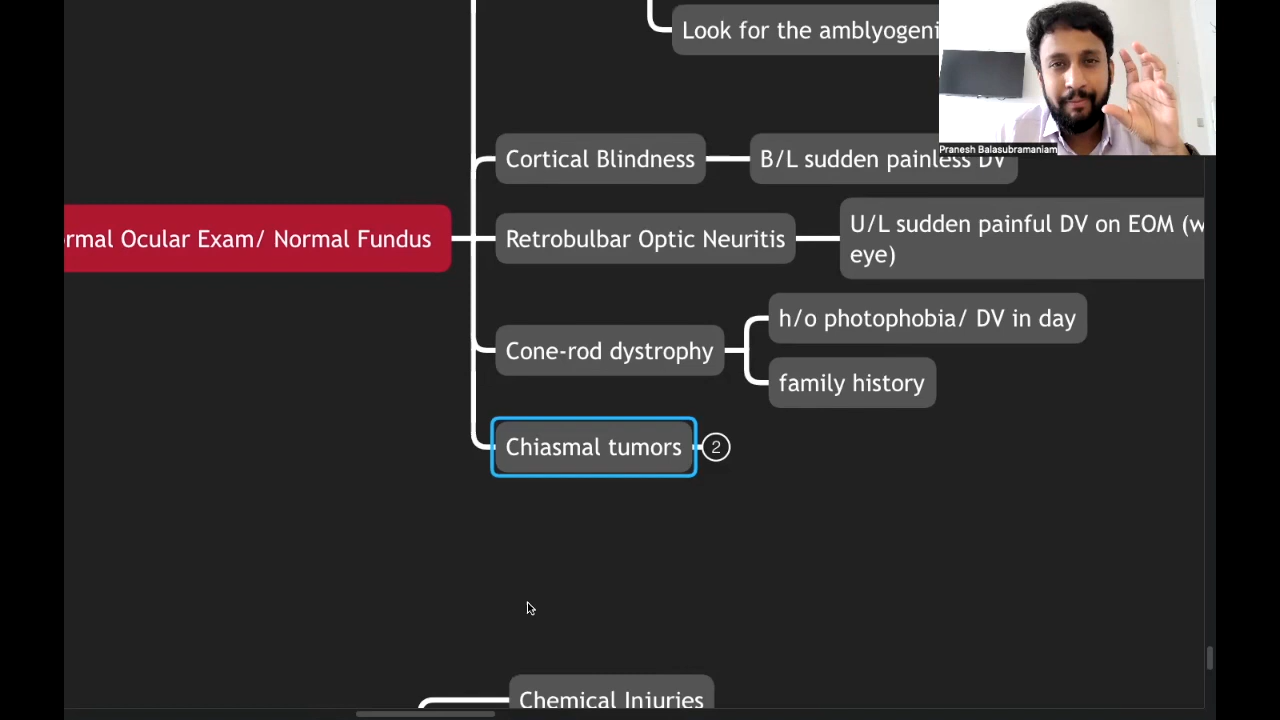 Look for the amblyogeni
Pranesh Balasubramaniam
Cortical Blindness
B/L sudden painless DV
ormal Ocular Exam/ Normal Fundus
Retrobulbar Optic Neuritis
U/L sudden painful DV on EOM (w
eye)
h/o photophobia/ DV in day
Cone-rod dystrophy
family history
Chiasmal tumors
2
Chemical Injuries